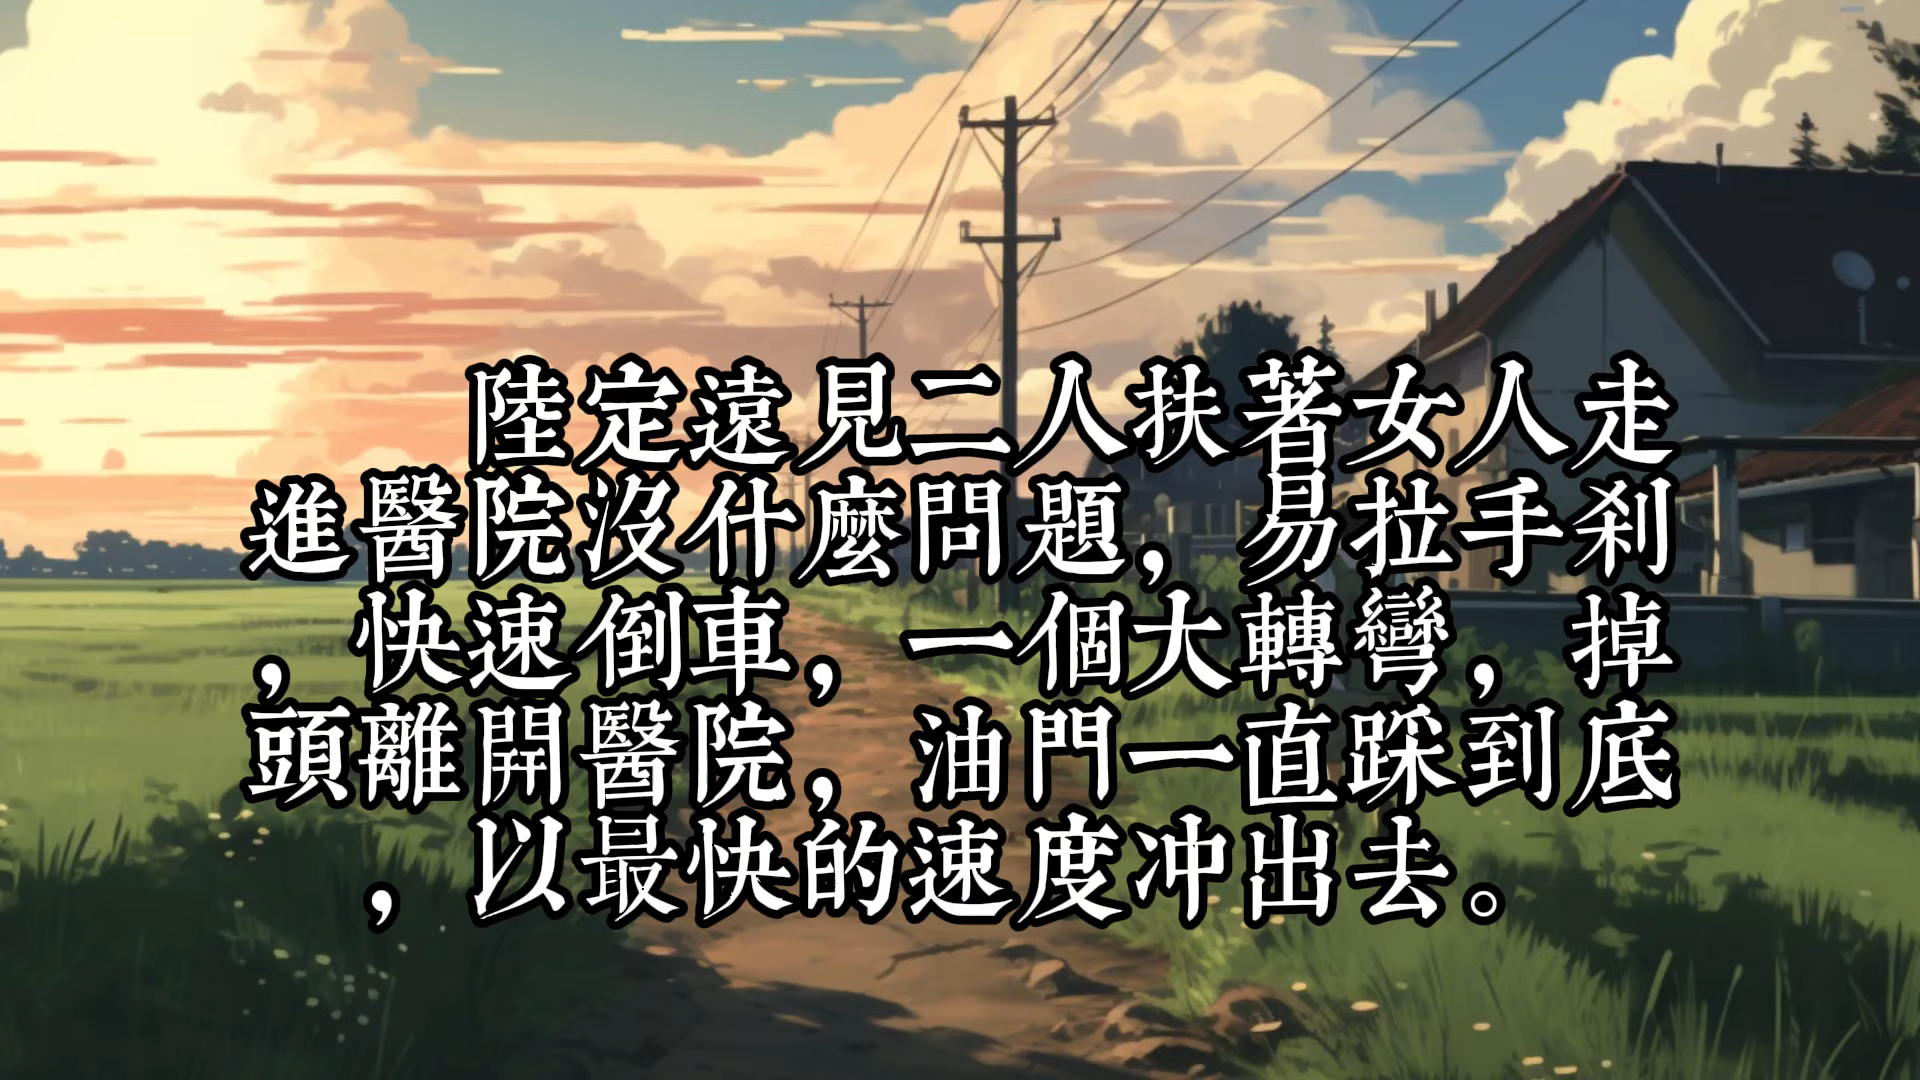 陸定遠見二人扶著女人走
進醫院沒什麼問題，易拉手剎
，快速倒車，一個大轉彎，掉
頭離開醫院，油門一直踩到底
，以最快的速度冲出去。